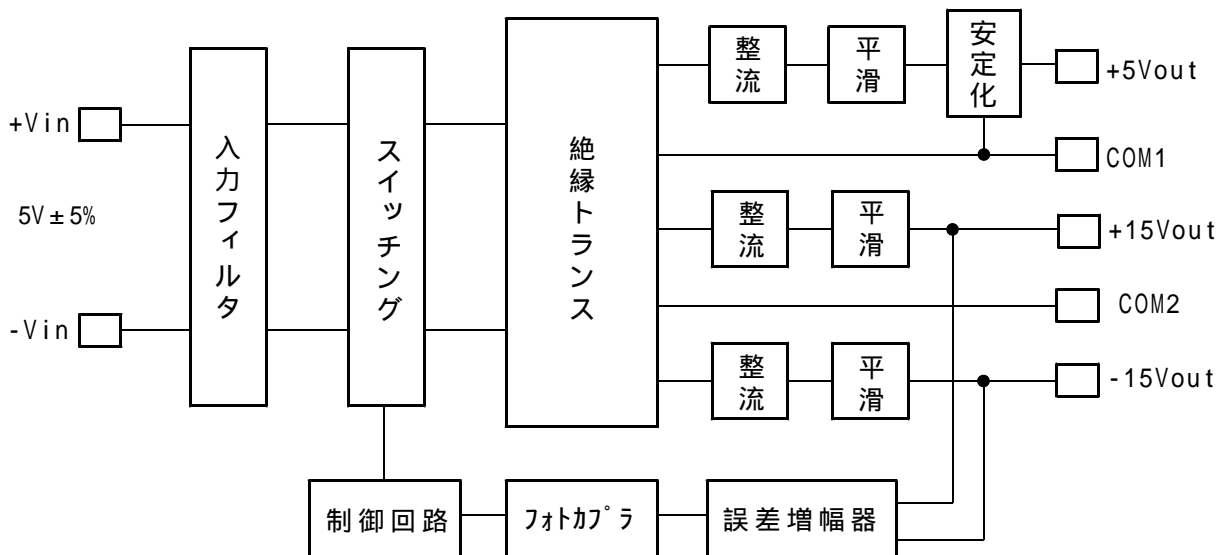 +Vin
5V±5%
-Vin
入力フィルタ
スイッチング
絶縁トランス
整流
平滑
安定化
+5Vout
COM1
整流
平滑
+15Vout
COM2
整流
平滑
-15Vout
制御回路
ﾌｫﾄｶﾌﾟﾗ
誤差増幅器